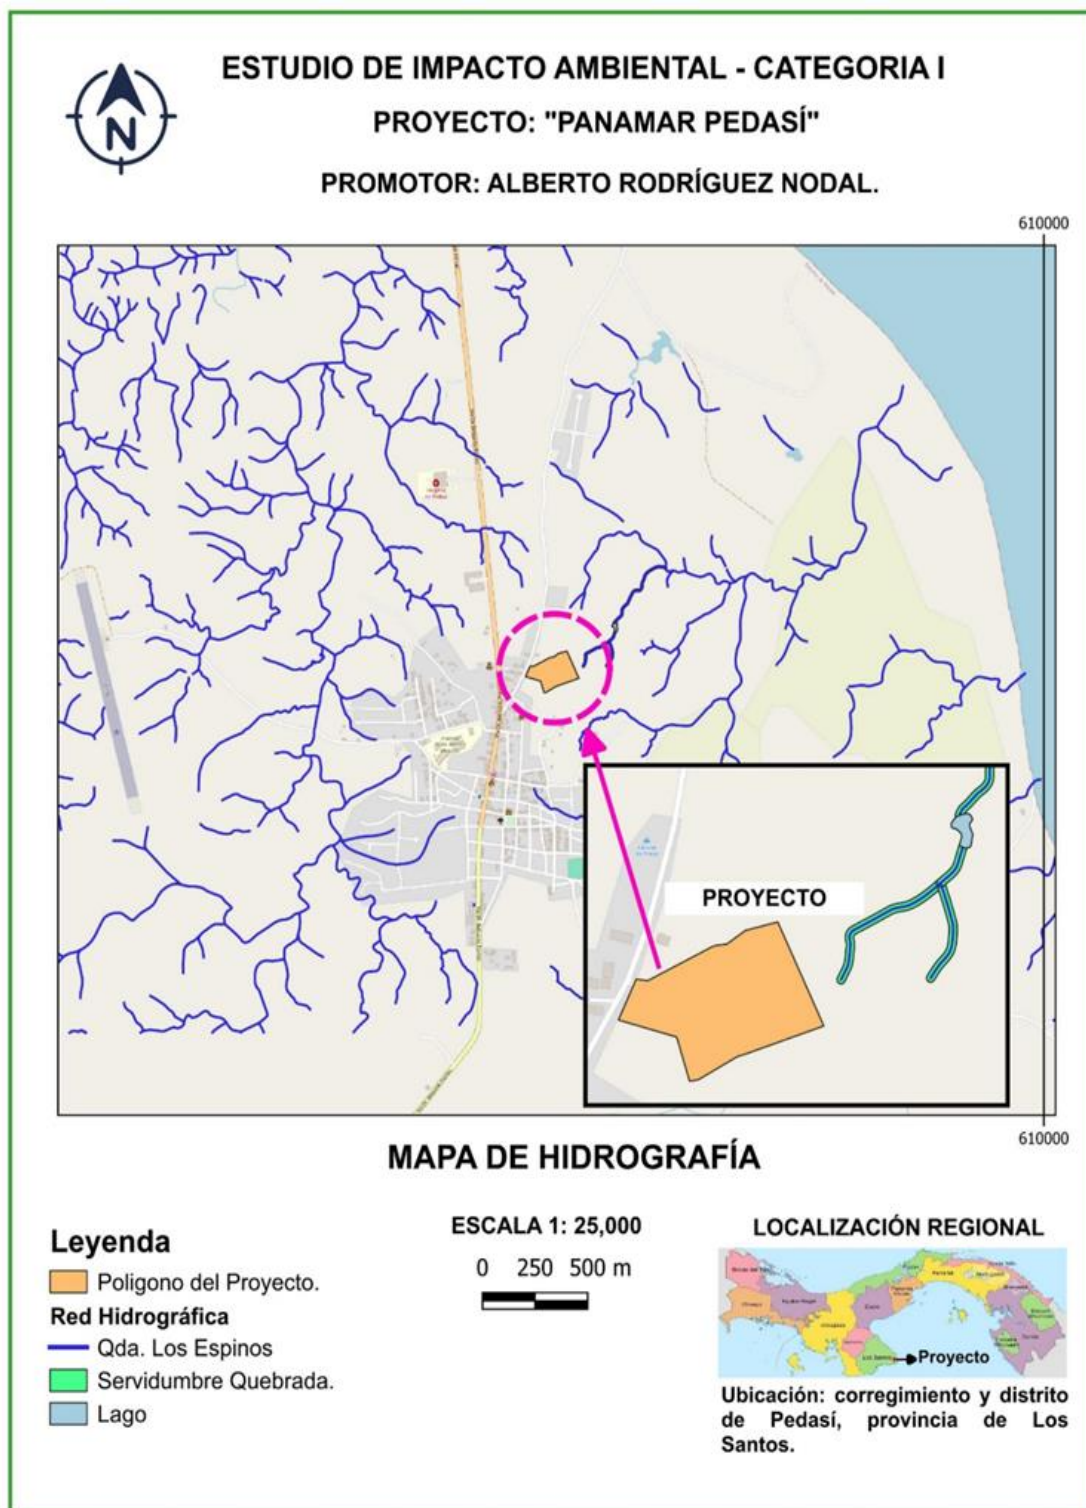 ESTUDIO DE IMPACTO AMBIENTAL - CATEGORIA I
PROYECTO: "PANAMAR PEDASÍ"
PROMOTOR: ALBERTO RODRÍGUEZ NODAL.
N
610000
PROYECTO
610000
MAPA DE HIDROGRAFÍA
Leyenda
Poligono del Proyecto.
Red Hidrográfica
Qda. Los Espinos
Servidumbre Quebrada.
Lago
ESCALA 1: 25,000
0 250 500 m
LOCALIZACIÓN REGIONAL
Los Santos
Proyecto
Ubicación: corregimiento y distrito
de Pedasí, provincia de Los
Santos.